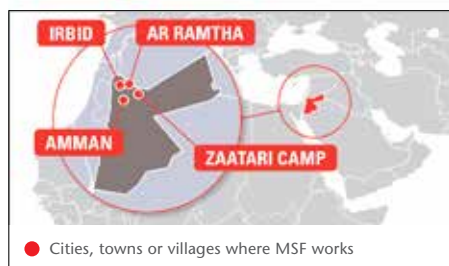 IRBID
AR RAMTHA
AMMAN
ZAATARI CAMP
Cities, towns or villages where MSF works